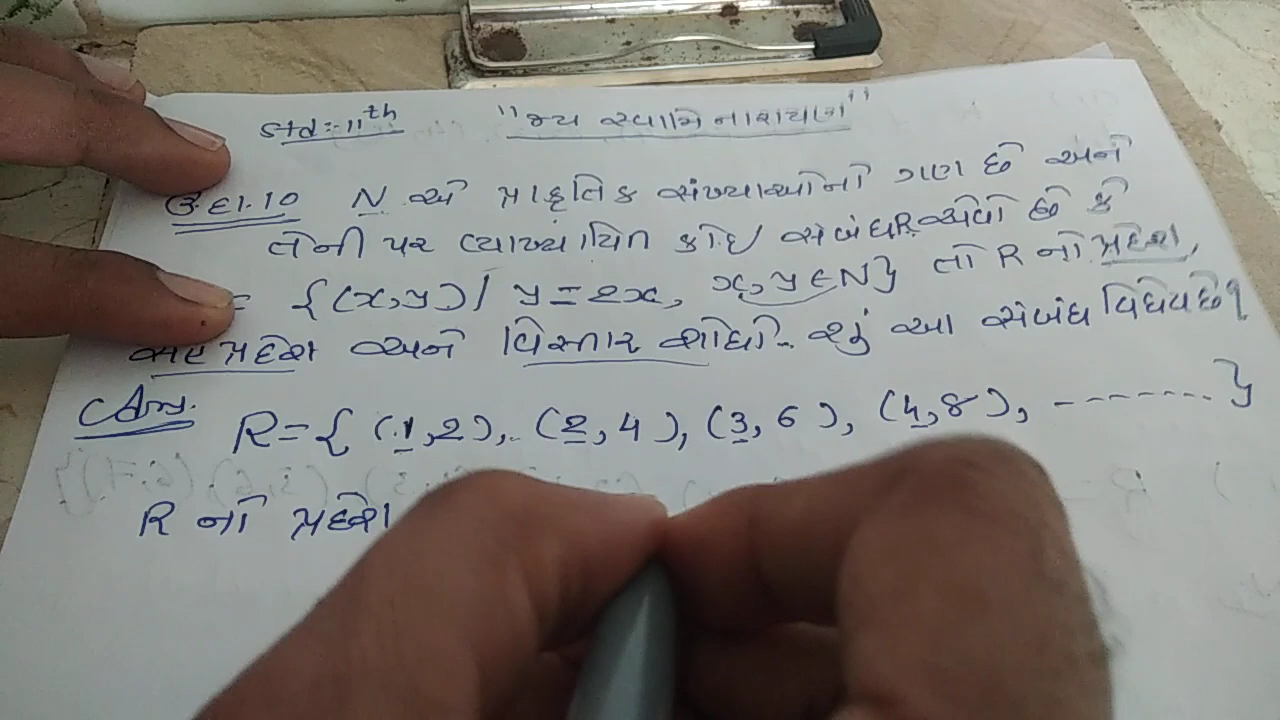 Std:-11th "જય સ્વામિનારાયણ"
ઉદા.10 N એ પ્રાકૃતિક સંખ્યાઓનો ગણ છે અને
તેની પર વ્યાખ્યાયિત કોઇ સંબંધ R એવો છે કે
= {(x,y) / y = 2x, x, y ∈ N} તો R નો પ્રદેશ,
સહપ્રદેશ અને વિસ્તાર શોધો. શું આ સંબંધ વિધેય છે?
Ans. R = { (1,2), (2,4), (3,6), (4,8), -------- }
R નો પ્રદેશ